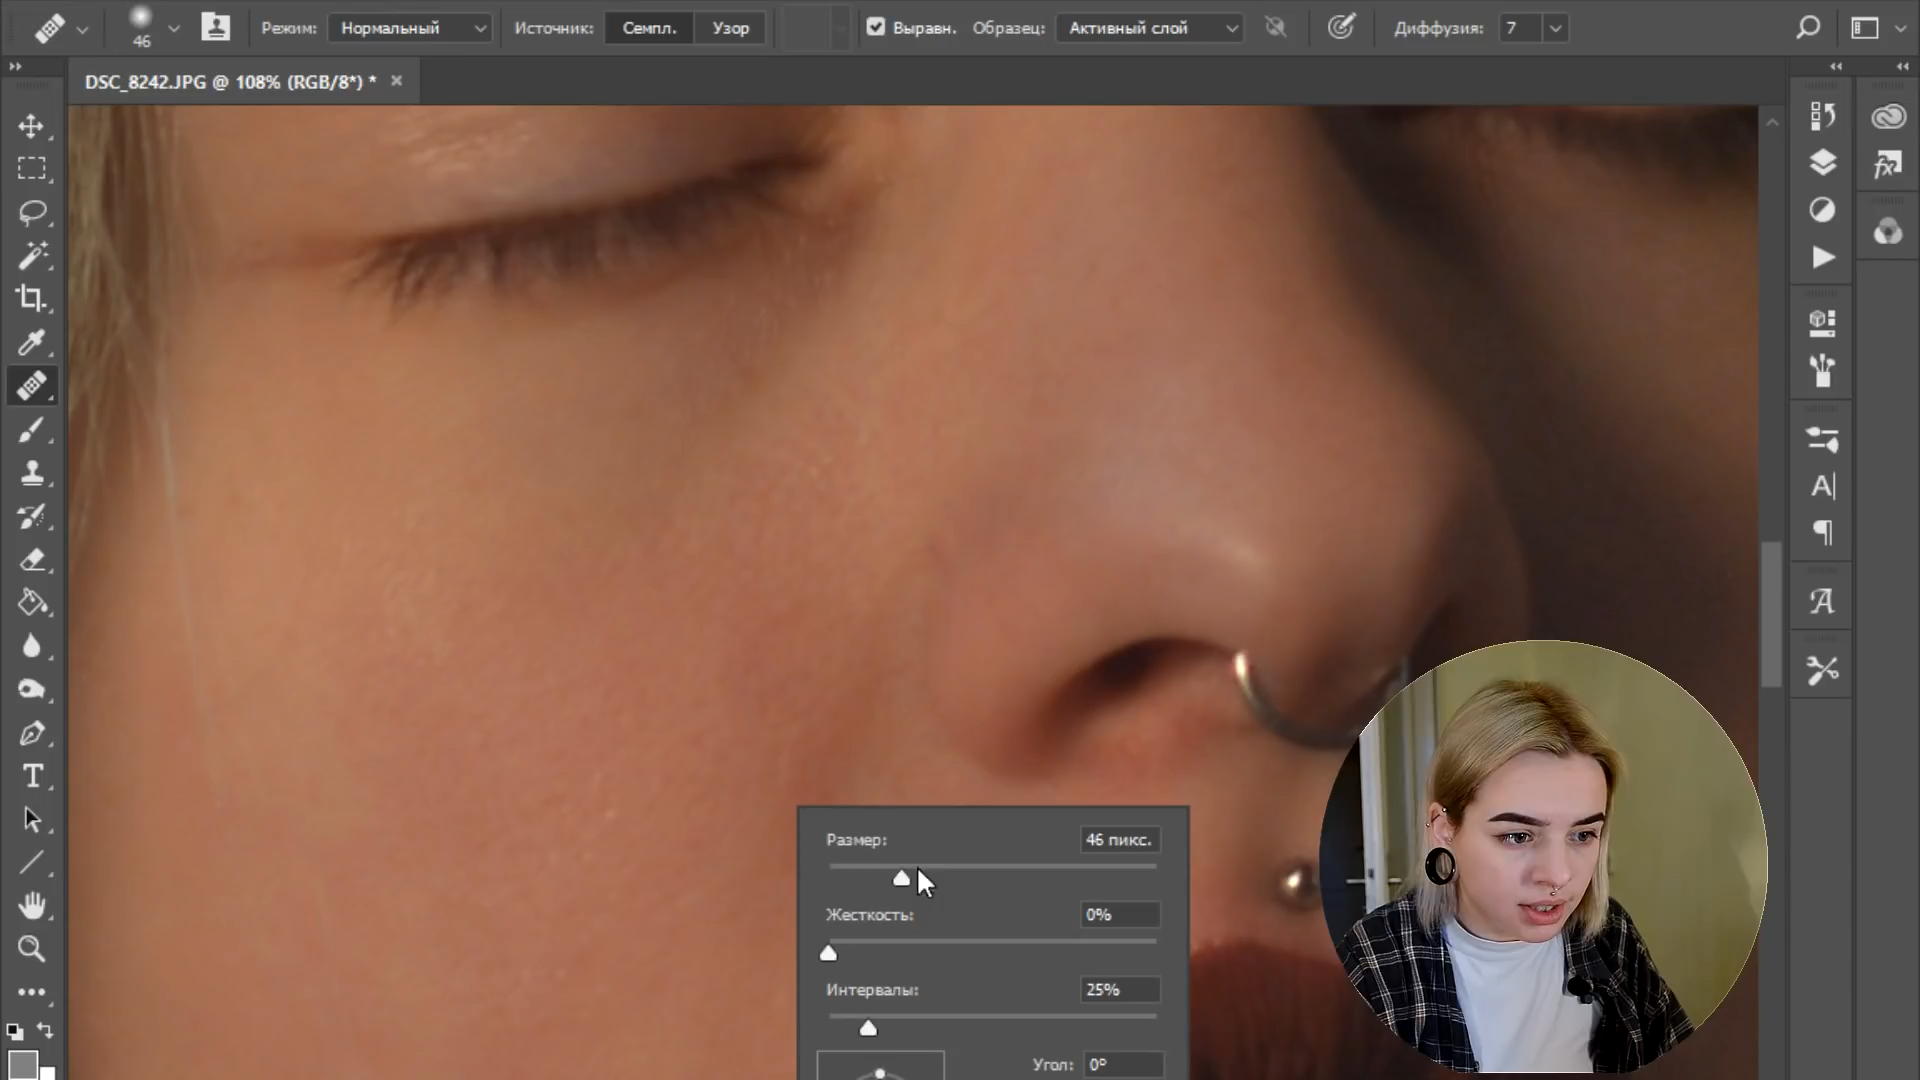 46
Режим: Нормальный Источник: Семпл. Узор Выравн. Образец: Активный слой Диффузия: 7
DSC_8242.JPG @ 108% (RGB/8*) * ×
Размер: 46 пикс.
Жесткость: 0%
Интервалы: 25%
Угол: 0°